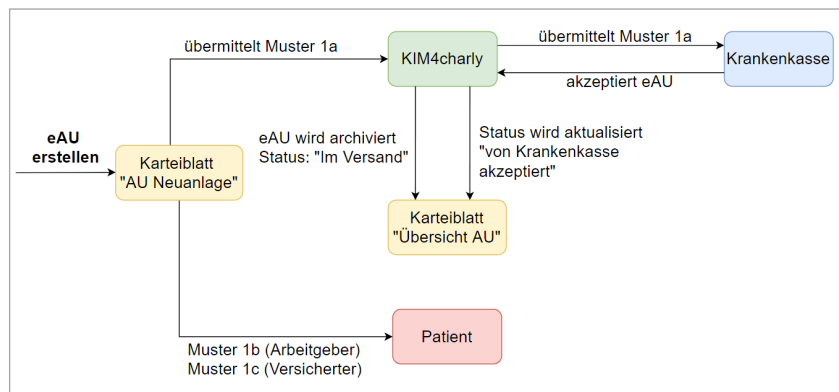 übermittelt Muster 1a
KIM4charly
übermittelt Muster 1a
Krankenkasse
akzeptiert eAU
eAU
erstellen
Karteiblatt
"AU Neuanlage"
eAU wird archiviert
Status: "Im Versand"
Status wird aktualisiert
"von Krankenkasse
akzeptiert"
Karteiblatt
"Übersicht AU"
Patient
Muster 1b (Arbeitgeber)
Muster 1c (Versicherter)